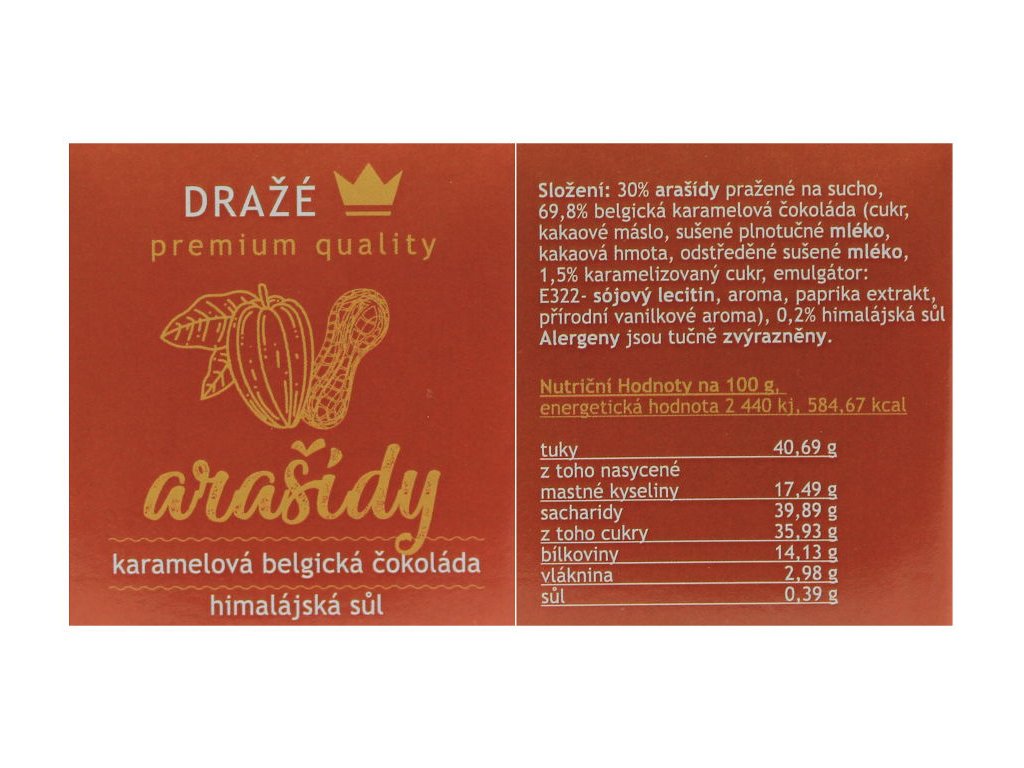 DRAŽÉ
premium quality
arašídy
karamelová belgická čokoláda
himalájská sůl
Složení: 30% arašídy pražené na sucho,
69,8% belgická karamelová čokoláda (cukr,
kakaové máslo, sušené plnotučné mléko,
kakaová hmota, odstředěné sušené mléko,
1,5% karamelizovaný cukr, emulgátor:
E322- sójový lecitin, aroma, paprika extrakt,
přírodní vanilkové aroma), 0,2% himalájská sůl
Alergeny jsou tučně zvýrazněny.
Nutriční Hodnoty na 100 g,
energetická hodnota 2 440 kj, 584,67 kcal
tuky 40,69 g
z toho nasycené
mastné kyseliny 17,49 g
sacharidy 39,89 g
z toho cukry 35,93 g
bílkoviny 14,13 g
vláknina 2,98 g
sůl 0,39 g